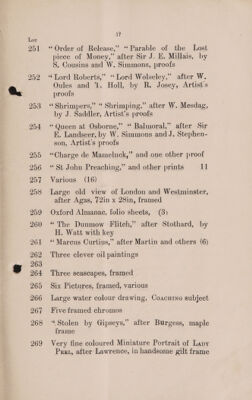 17
Lot
251 “Order of Release,” “Parable of the Lost
piece of Money,” after Sir J. E. Millais, by
S. Cousins and W. Simmons, proofs
252 “Lord Roberts,” “Lord Wolseley,” after W.
Oules and T. Holl, by R. Josey, Artist's
proofs
253 “Shrimpers,” “Shrimping,” after W. Mesdag,
by J. Saddler, Artist's proofs
254 “Queen at Osborne,” “Balmoral,” after Sir
E. Landseer, by W. Simmons and J. Stephen-
son, Artist's proofs
255 “Charge de Mameluck,” and one other proof
256 “St John Preaching,” and other prints 14
257 Various (16)
258 Large old view of London and Westminster,
after Agas, 72in x 28in, framed
259 Oxford Almanac. folio sheets, (3)
260 “The Dunmow Flitch,” after Stothard, by
H. Watt with key
261 “Marcus Curtius,” after Martin and others (6)
262 Three clever oil paintings
263
264 Three seascapes, framed
265 Six Pictures, framed, various
266 Large water colour drawing, COACHING subject
267 Five framed chromos
268 “Stolen by Gipseys,” after Burgess, maple
frame
269 Very fine coloured Miniature Portrait of LADY
PEEL, after Lawrence, in handsome gilt frame